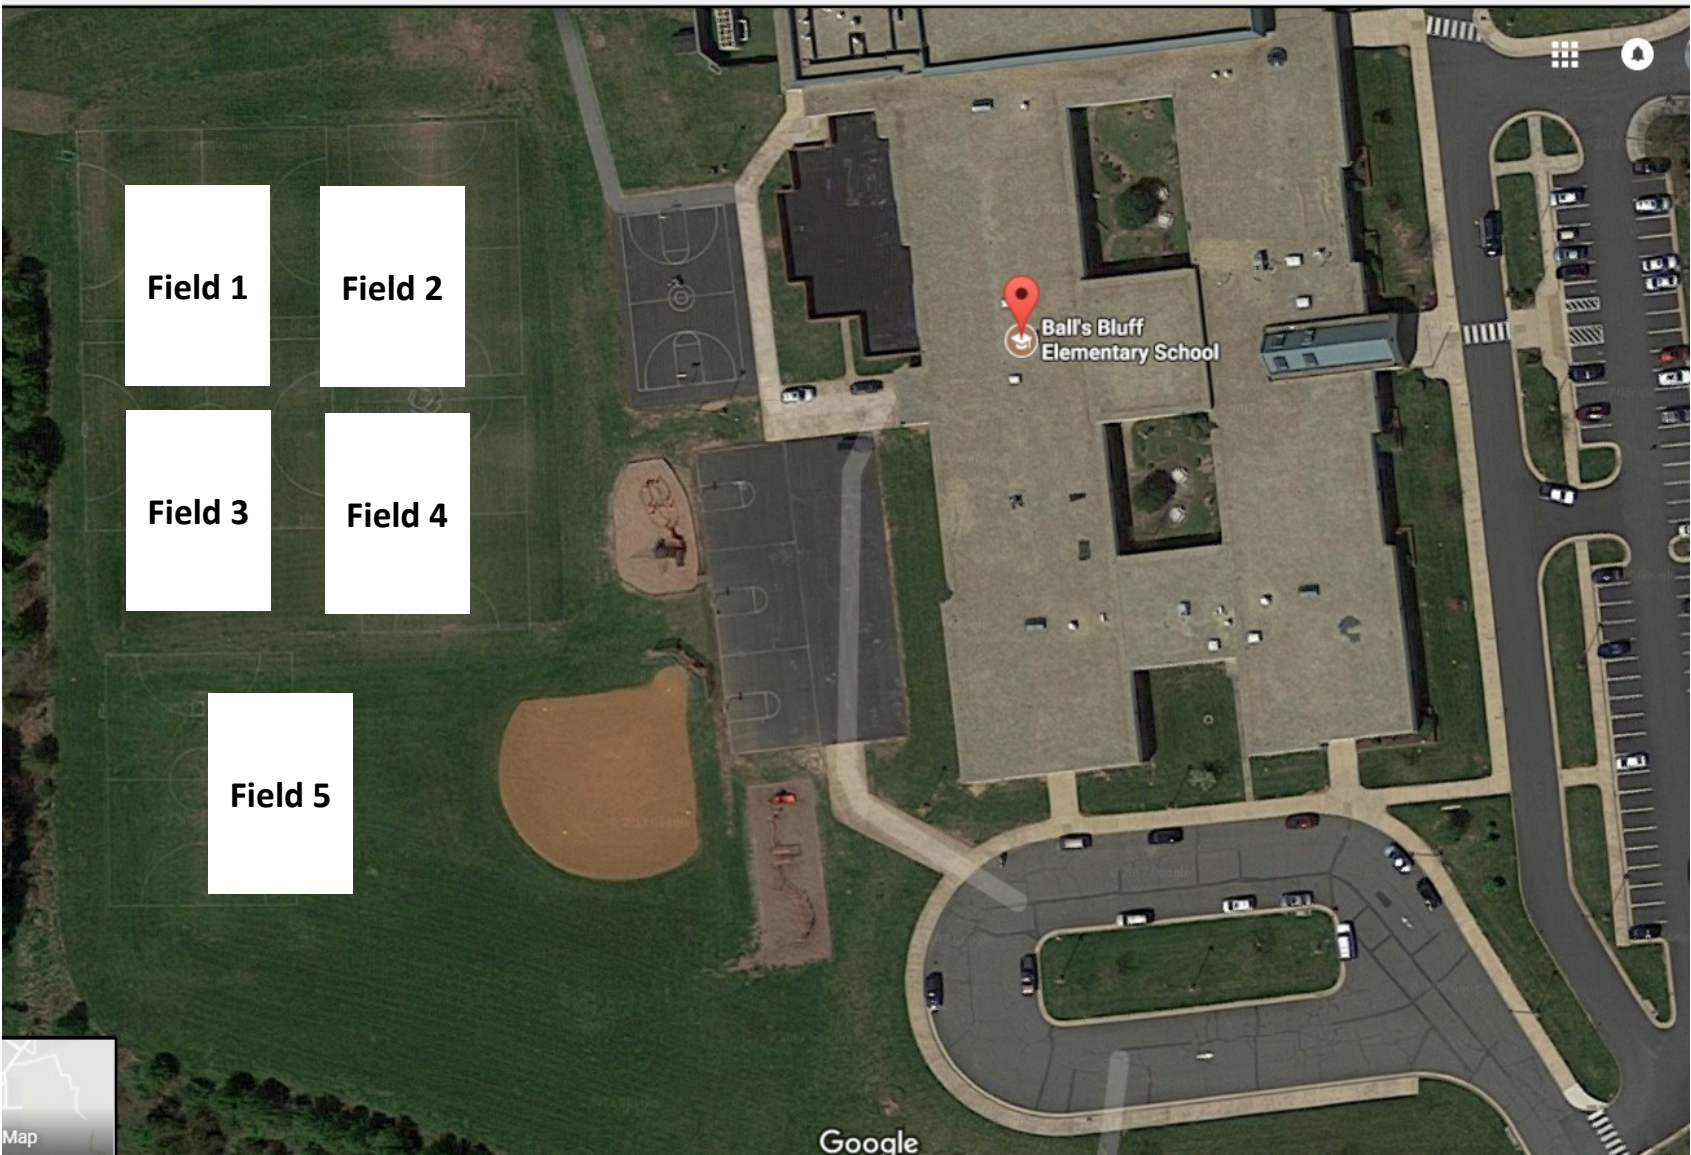 Field 1
Field 2
Ball's Bluff
Elementary School
Field 3
Field 4
Field 5
Map
Google